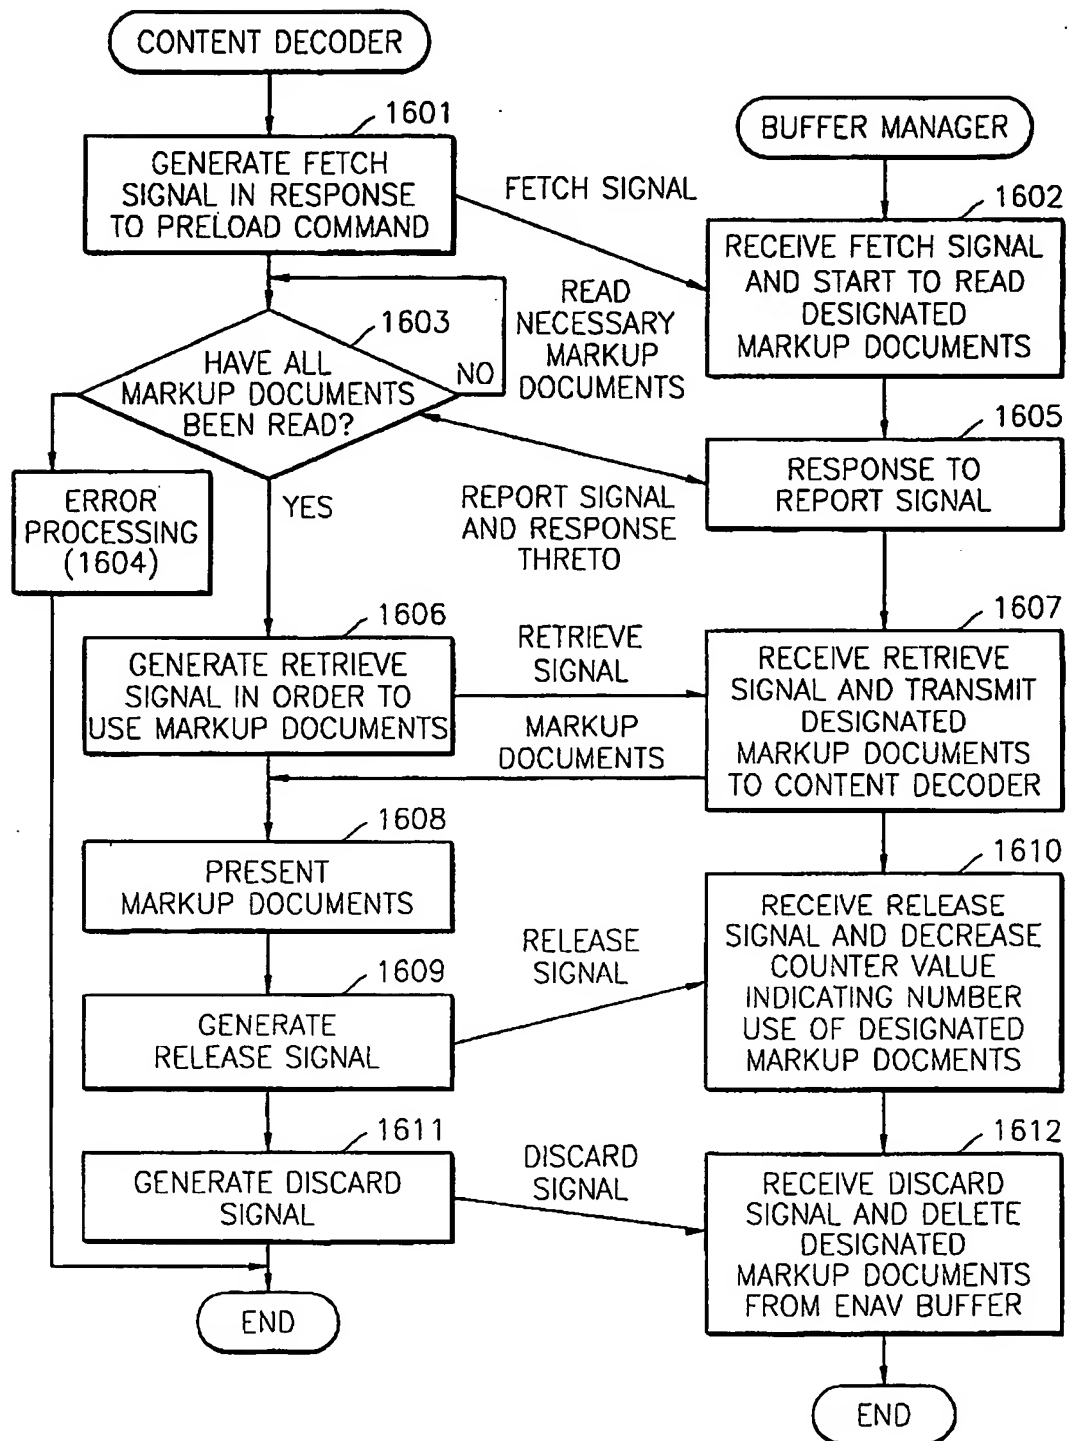 CONTENT DECODER
1601
GENERATE FETCH
SIGNAL IN RESPONSE
TO PRELOAD COMMAND
FETCH SIGNAL
BUFFER MANAGER
1602
RECEIVE FETCH SIGNAL
AND START TO READ
DESIGNATED
MARKUP DOCUMENTS
1603
HAVE ALL
MARKUP DOCUMENTS
BEEN READ?
NO
READ
NECESSARY
MARKUP
DOCUMENTS
ERROR
PROCESSING
(1604)
YES
REPORT SIGNAL
AND RESPONSE
THRETO
1605
RESPONSE TO
REPORT SIGNAL
1606
GENERATE RETRIEVE
SIGNAL IN ORDER TO
USE MARKUP DOCUMENTS
RETRIEVE
SIGNAL
MARKUP
DOCUMENTS
1607
RECEIVE RETRIEVE
SIGNAL AND TRANSMIT
DESIGNATED
MARKUP DOCUMENTS
TO CONTENT DECODER
1608
PRESENT
MARKUP DOCUMENTS
1609
GENERATE
RELEASE SIGNAL
RELEASE
SIGNAL
1610
RECEIVE RELEASE
SIGNAL AND DECREASE
COUNTER VALUE
INDICATING NUMBER
USE OF DESIGNATED
MARKUP DOCMENTS
1611
GENERATE DISCARD
SIGNAL
DISCARD
SIGNAL
1612
RECEIVE DISCARD
SIGNAL AND DELETE
DESIGNATED
MARKUP DOCUMENTS
FROM ENAV BUFFER
END
END